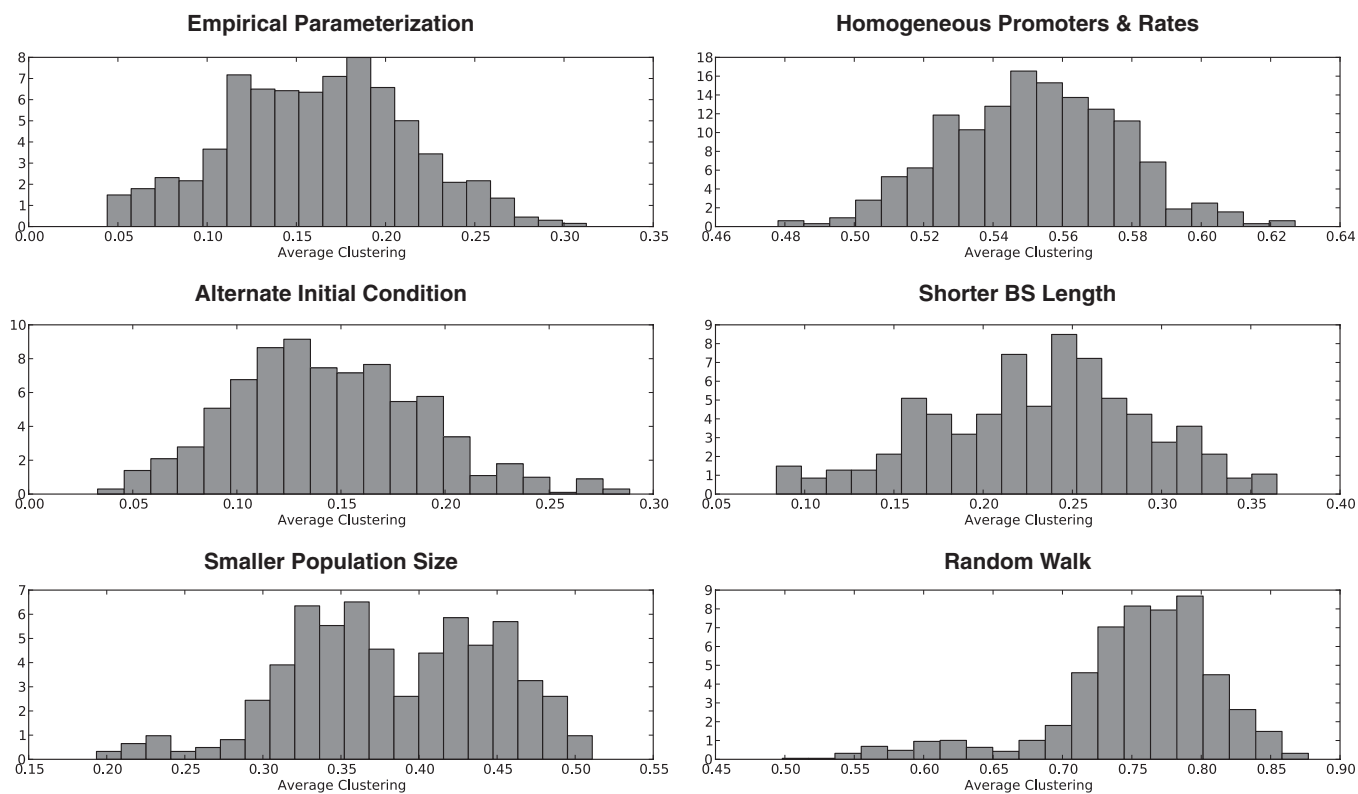 Empirical Parameterization
8
7
6
5
4
3
2
1
0
0.00 0.05 0.10 0.15 0.20 0.25 0.30 0.35
Average Clustering
Homogeneous Promoters & Rates
18
16
14
12
10
8
6
4
2
0
0.46 0.48 0.50 0.52 0.54 0.56 0.58 0.60 0.62 0.64
Average Clustering
Alternate Initial Condition
10
8
6
4
2
0
0.00 0.05 0.10 0.15 0.20 0.25 0.30
Average Clustering
Shorter BS Length
9
8
7
6
5
4
3
2
1
0
0.05 0.10 0.15 0.20 0.25 0.30 0.35 0.40
Average Clustering
Smaller Population Size
7
6
5
4
3
2
1
0
0.15 0.20 0.25 0.30 0.35 0.40 0.45 0.50 0.55
Average Clustering
Random Walk
9
8
7
6
5
4
3
2
1
0
0.45 0.50 0.55 0.60 0.65 0.70 0.75 0.80 0.85 0.90
Average Clustering